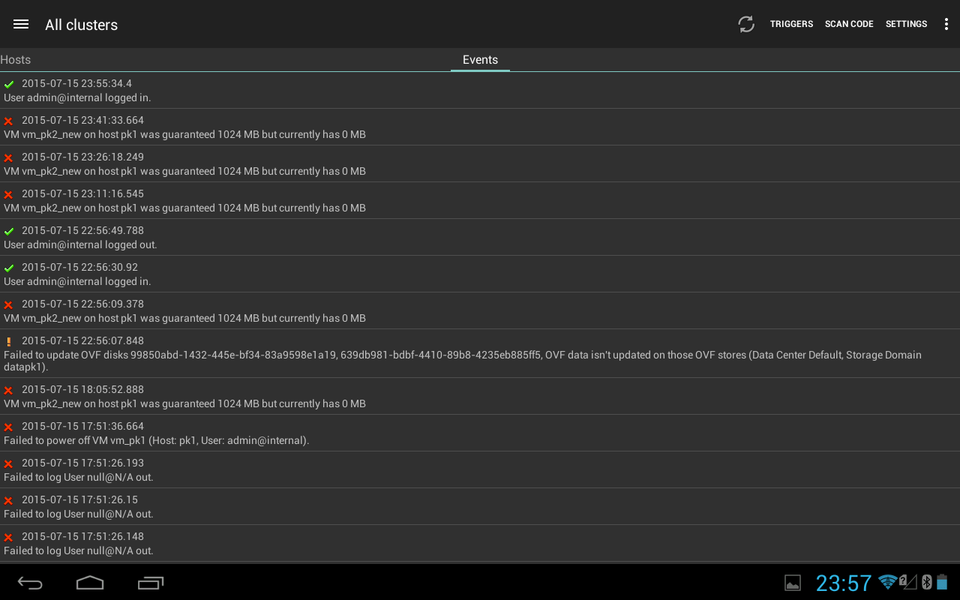 All clusters
TRIGGERS SCAN CODE SETTINGS
Hosts Events
2015-07-15 23:55:34.4
User admin@internal logged in.
2015-07-15 23:41:33.664
VM vm_pk2_new on host pk1 was guaranteed 1024 MB but currently has 0 MB
2015-07-15 23:26:18.249
VM vm_pk2_new on host pk1 was guaranteed 1024 MB but currently has 0 MB
2015-07-15 23:11:16.545
VM vm_pk2_new on host pk1 was guaranteed 1024 MB but currently has 0 MB
2015-07-15 22:56:49.788
User admin@internal logged out.
2015-07-15 22:56:30.92
User admin@internal logged in.
2015-07-15 22:56:09.378
VM vm_pk2_new on host pk1 was guaranteed 1024 MB but currently has 0 MB
2015-07-15 22:56:07.848
Failed to update OVF disks 99850abd-1432-445e-bf34-83a9598e1a19, 639db981-bdbf-4410-89b8-4235eb885ff5, OVF data isn't updated on those OVF stores (Data Center Default, Storage Domain
datapk1).
2015-07-15 18:05:52.888
VM vm_pk2_new on host pk1 was guaranteed 1024 MB but currently has 0 MB
2015-07-15 17:51:36.664
Failed to power off VM vm_pk1 (Host: pk1, User: admin@internal).
2015-07-15 17:51:26.193
Failed to log User null@N/A out.
2015-07-15 17:51:26.15
Failed to log User null@N/A out.
2015-07-15 17:51:26.148
Failed to log User null@N/A out.
23:57